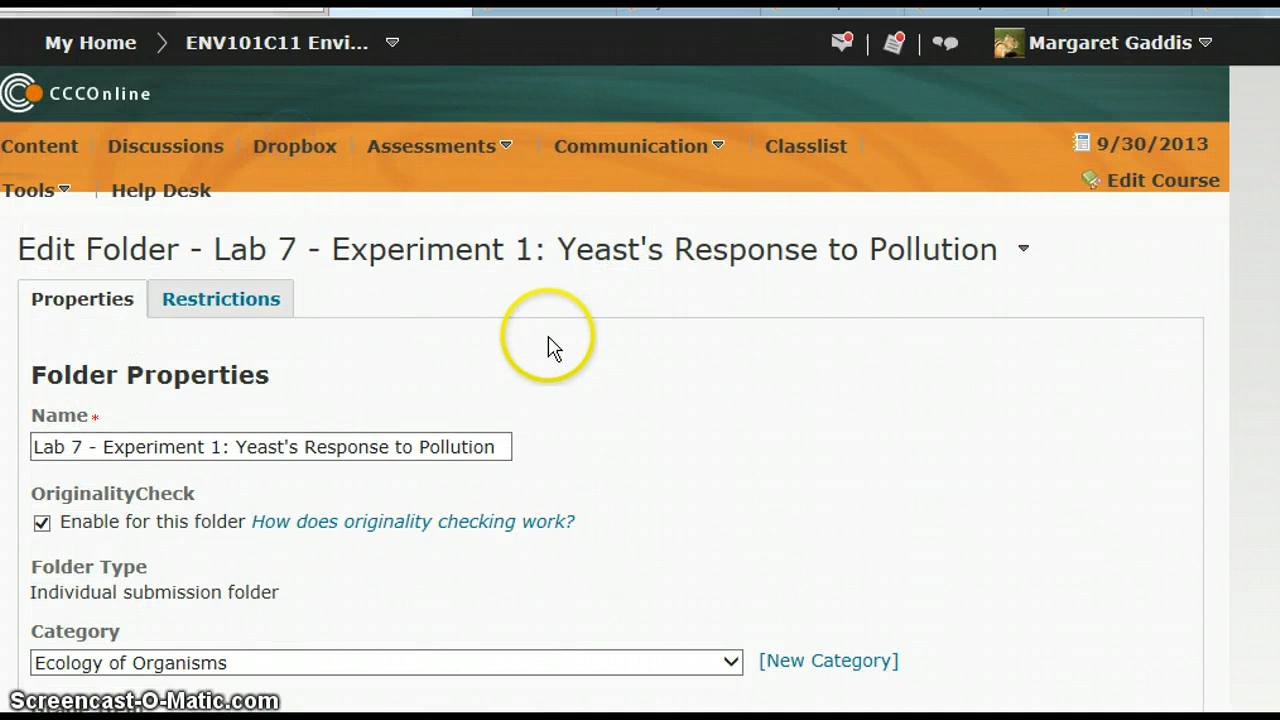 My Home ENV101C11 Envi... Margaret Gaddis
CCCOnline
Content Discussions Dropbox Assessments Communication Classlist 9/30/2013
Tools Help Desk Edit Course
Edit Folder - Lab 7 - Experiment 1: Yeast's Response to Pollution
Properties Restrictions
Folder Properties
Name *
Lab 7 - Experiment 1: Yeast's Response to Pollution
OriginalityCheck
Enable for this folder How does originality checking work?
Folder Type
Individual submission folder
Category
Ecology of Organisms [New Category]
Screencast-O-Matic.com